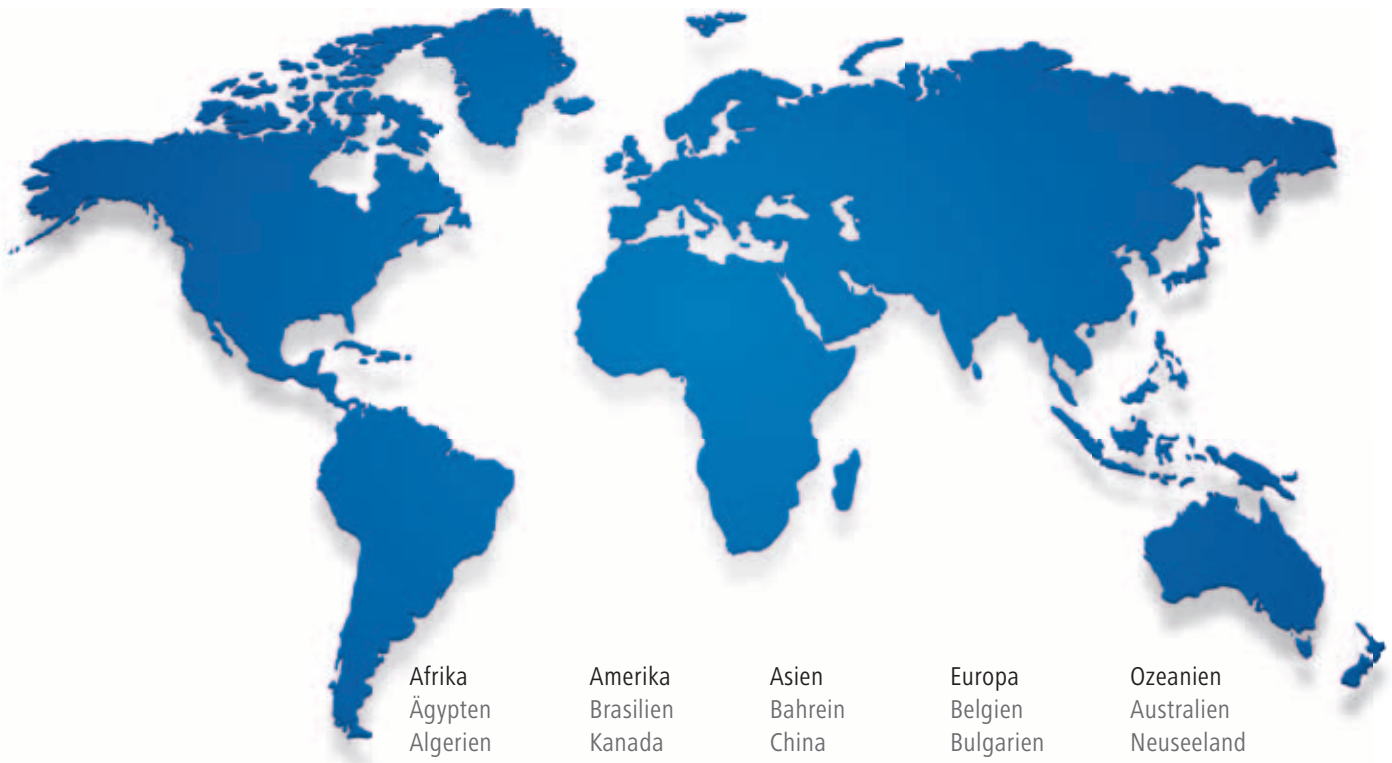 Afrika Amerika Asien Europa Ozeanien
Ägypten Brasilien Bahrein Belgien Australien
Algerien Kanada China Bulgarien Neuseeland